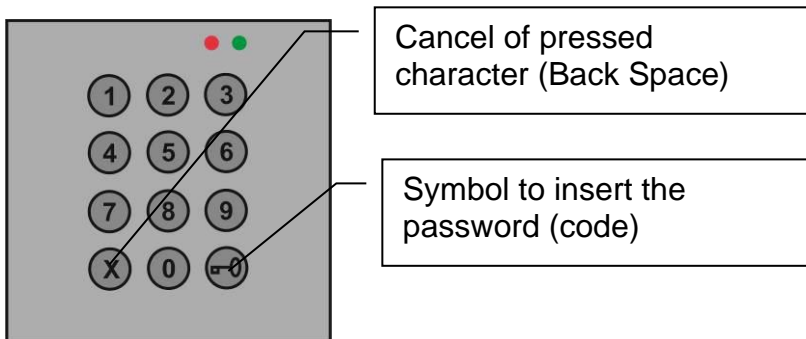 Cancel of pressed
character (Back Space)
1 2 3
4 5 6
Symbol to insert the
password (code)
7 8 9
X 0